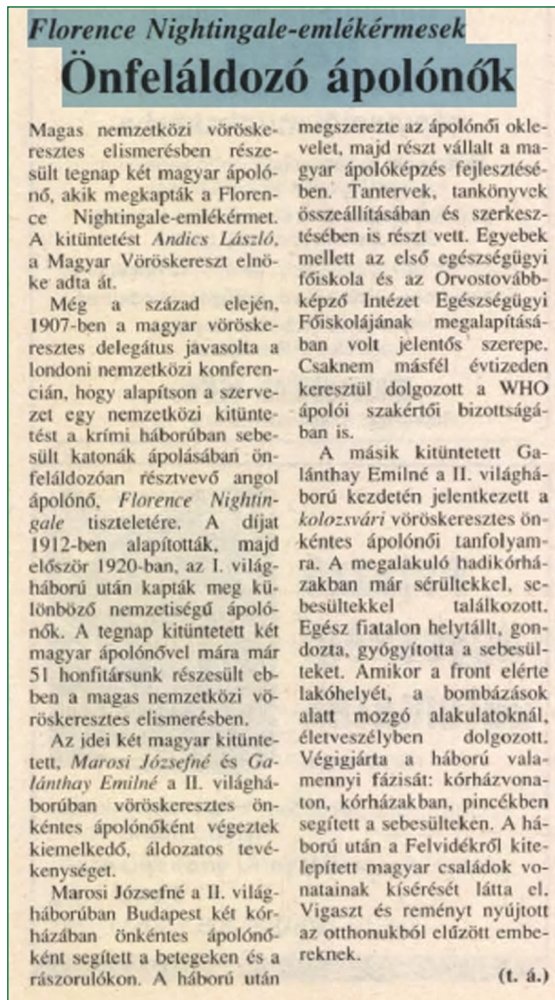 Florence Nightingale-emlékérmesek
Önfeláldozó ápolónők
Magas nemzetközi vöröske-
resztes elismerésben része-
sült tegnap két magyar ápoló-
nő, akik megkapták a Floren-
ce Nightingale-emlékérmet.
A kitüntetést Andics László,
a Magyar Vöröskereszt elnö-
ke adta át.
Még a század elején,
1907-ben a magyar vöröske-
resztes delegátus javasolta a
londoni nemzetközi konferen-
cián, hogy alapítson a szerve-
zet egy nemzetközi kitünte-
tést a krími háborúban sebe-
sült katonák ápolásában ön-
feláldozóan résztvevő angol
ápolónő, Florence Nightin-
gale tiszteletére. A díjat
1912-ben alapították, majd
először 1920-ban, az I. világ-
háború után kapták meg kü-
lönböző nemzetiségű ápoló-
nők. A tegnap kitüntetett két
magyar ápolónővel mára már
51 honfitársunk részesült eb-
ben a magas nemzetközi vö-
röskeresztes elismerésben.
Az idei két magyar kitünte-
tett, Marosi Józsefné és Ga-
lánthay Emilné a II. világhá-
borúban vöröskeresztes ön-
kéntes ápolónőként végeztek
kiemelkedő, áldozatos tevé-
kenységet.
Marosi Józsefné a II. világ-
háborúban Budapest két kór-
házában önkéntes ápolónő-
ként segített a betegeken és a
rászorulókon. A háború után
megszerezte az ápolónői okle-
velet, majd részt vállalt a ma-
gyar ápolóképzés fejlesztésé-
ben. Tantervek, tankönyvek
összeállításában és szerkesz-
tésében is részt vett. Egyebek
mellett az első egészségügyi
főiskola és az Orvostovább-
képző Intézet Egészségügyi
Főiskolájának megalapításá-
ban volt jelentős szerepe.
Csaknem másfél évtizeden
keresztül dolgozott a WHO
ápolói szakértői bizottságá-
ban is.
A másik kitüntetett Ga-
lánthay Emilné a II. világhá-
ború kezdetén jelentkezett a
kolozsvári vöröskeresztes ön-
kéntes ápolónői tanfolyam-
ra. A megalakuló hadikórhá-
zakban már sérültekkel, se-
besültekkel találkozott.
Egész fiatalon helytállt, gon-
dozta, gyógyította a sebesül-
teket. Amikor a front elérte
lakóhelyét, a bombázások
alatt mozgó alakulatoknál,
életveszélyben dolgozott.
Végigjárta a háború vala-
mennyi fázisát: kórházvona-
ton, kórházakban, pincékben
segített a sebesülteken. A há-
ború után a Felvidékről kite-
lepített magyar családok vo-
natainak kísérését látta el.
Vigaszt és reményt nyújtott
az otthonukból elűzött embe-
reknek.
(t. á.)